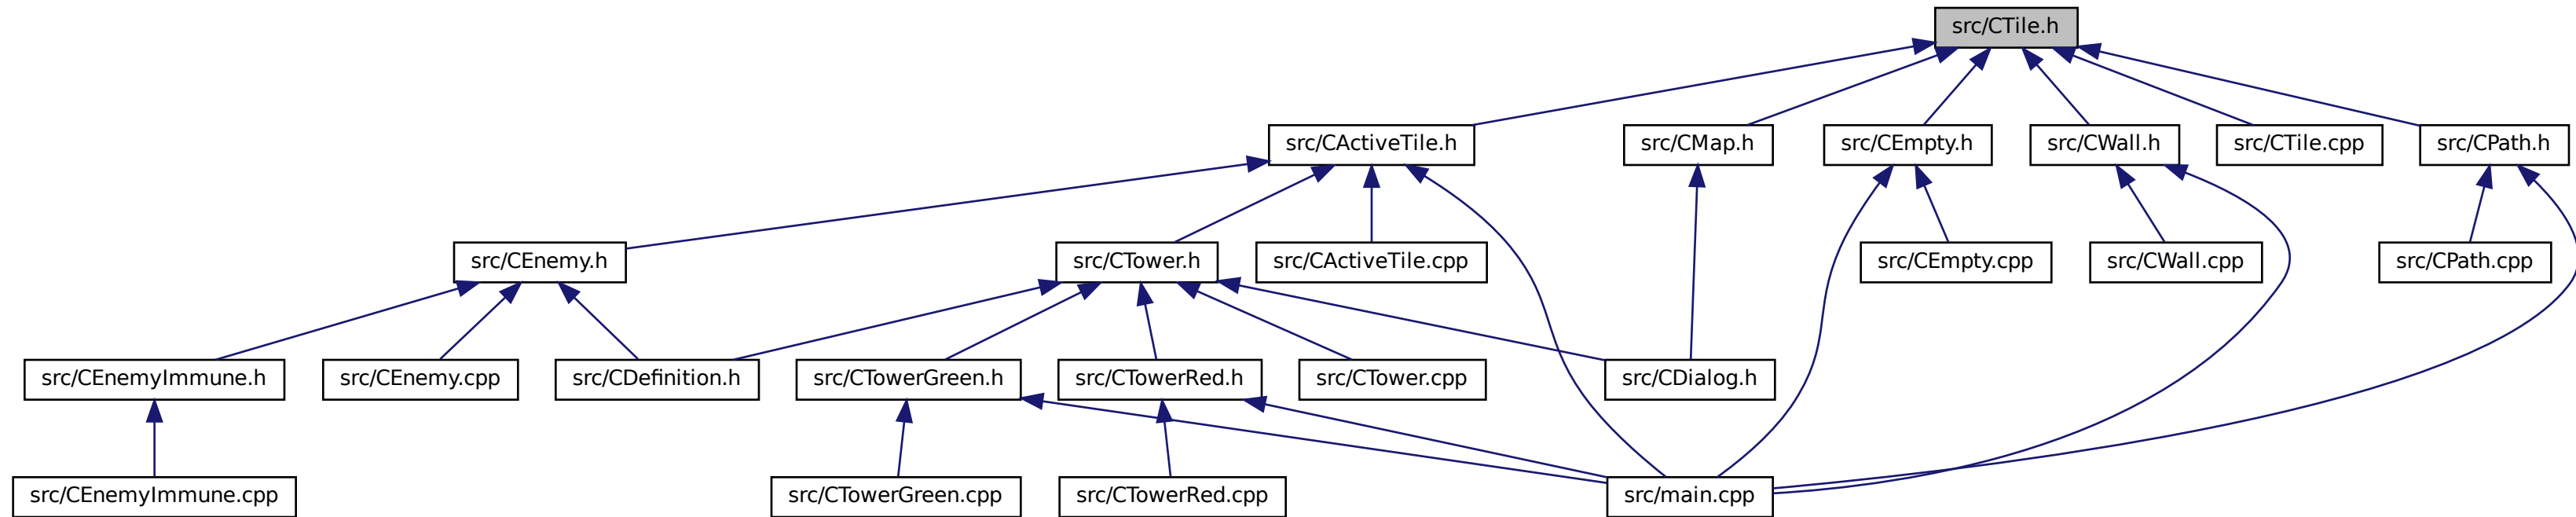 src/CTile.h
src/CActiveTile.h
src/CMap.h
src/CEmpty.h
src/CWall.h
src/CTile.cpp
src/CPath.h
src/CEnemy.h
src/CTower.h
src/CActiveTile.cpp
src/CEmpty.cpp
src/CWall.cpp
src/CPath.cpp
src/CEnemyImmune.h
src/CEnemy.cpp
src/CDefinition.h
src/CTowerGreen.h
src/CTowerRed.h
src/CTower.cpp
src/CDialog.h
src/CEnemyImmune.cpp
src/CTowerGreen.cpp
src/CTowerRed.cpp
src/main.cpp